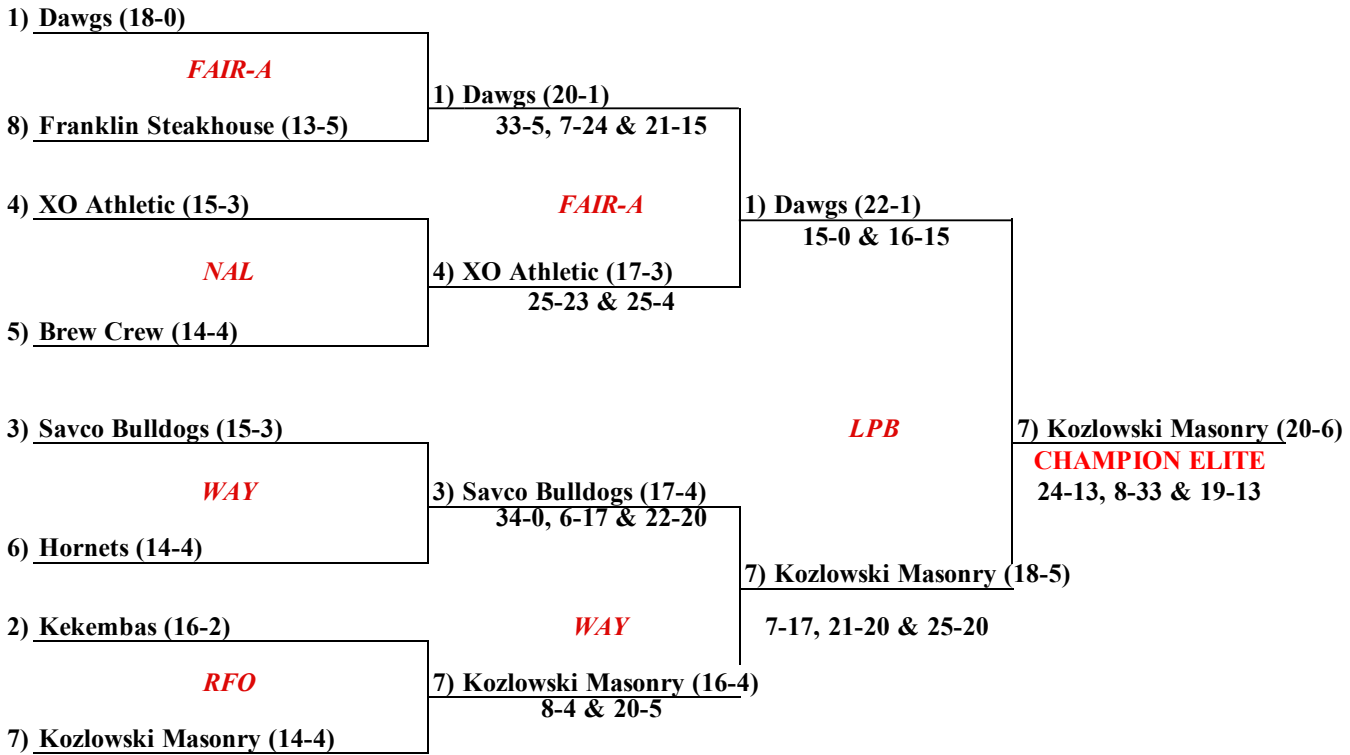 1) Dawgs (18-0)
FAIR-A
8) Franklin Steakhouse (13-5)
1) Dawgs (20-1)
33-5, 7-24 & 21-15
4) XO Athletic (15-3)
NAL
5) Brew Crew (14-4)
4) XO Athletic (17-3)
25-23 & 25-4
FAIR-A
1) Dawgs (22-1)
15-0 & 16-15
3) Savco Bulldogs (15-3)
WAY
6) Hornets (14-4)
3) Savco Bulldogs (17-4)
34-0, 6-17 & 22-20
2) Kekembas (16-2)
RFO
7) Kozlowski Masonry (14-4)
7) Kozlowski Masonry (16-4)
8-4 & 20-5
WAY
7) Kozlowski Masonry (18-5)
7-17, 21-20 & 25-20
LPB
7) Kozlowski Masonry (20-6)
CHAMPION ELITE
24-13, 8-33 & 19-13